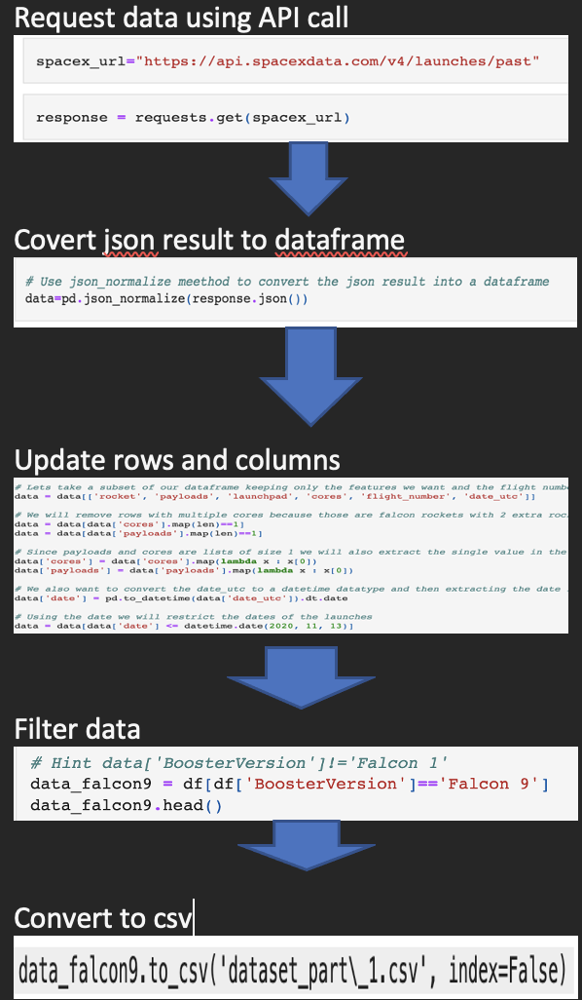 Request data using API call
spacex_url="https://api.spacexdata.com/v4/launches/past"
response = requests.get(spacex_url)
Covert json result to dataframe
# Use json_normalize meethod to convert the json result into a dataframe
data=pd.json_normalize(response.json())
Update rows and columns
# Lets take a subset of our dataframe keeping only the features we want and the flight numbe
data = data[['rocket', 'payloads', 'launchpad', 'cores', 'flight_number', 'date_utc']]
# We will remove rows with multiple cores because those are falcon rockets with 2 extra roc
data = data[data['cores'].map(len)==1]
data = data[data['payloads'].map(len)==1]
# Since payloads and cores are lists of size 1 we will also extract the single value in the
data['cores'] = data['cores'].map(lambda x : x[0])
data['payloads'] = data['payloads'].map(lambda x : x[0])
# We also want to convert the date_utc to a datetime datatype and then extracting the date
data['date'] = pd.to_datetime(data['date_utc']).dt.date
# Using the date we will restrict the dates of the launches
data = data[data['date'] <= datetime.date(2020, 11, 13)]
Filter data
# Hint data['BoosterVersion']!='Falcon 1'
data_falcon9 = df[df['BoosterVersion']=='Falcon 9']
data_falcon9.head()
Convert to csv
data_falcon9.to_csv('dataset_part\_1.csv', index=False)